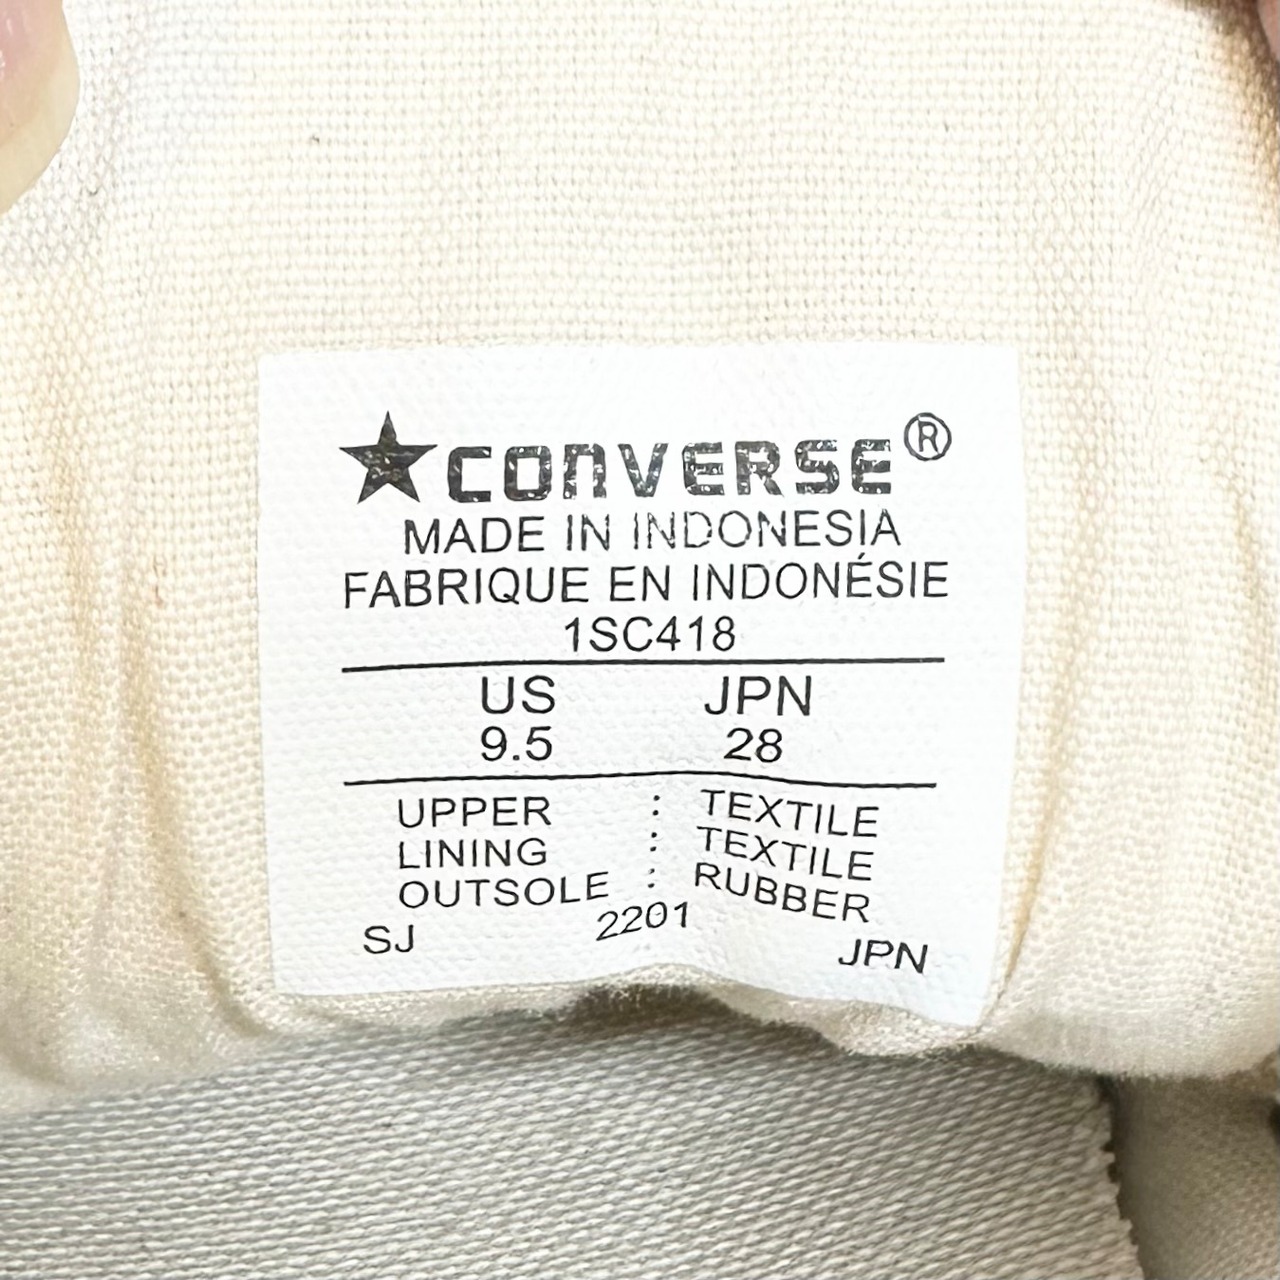 CONVERSE®
MADE IN INDONESIA
FABRIQUE EN INDONÉSIE
1SC418
US JPN
9.5 28
UPPER : TEXTILE
LINING : TEXTILE
OUTSOLE : RUBBER
SJ 2201 JPN